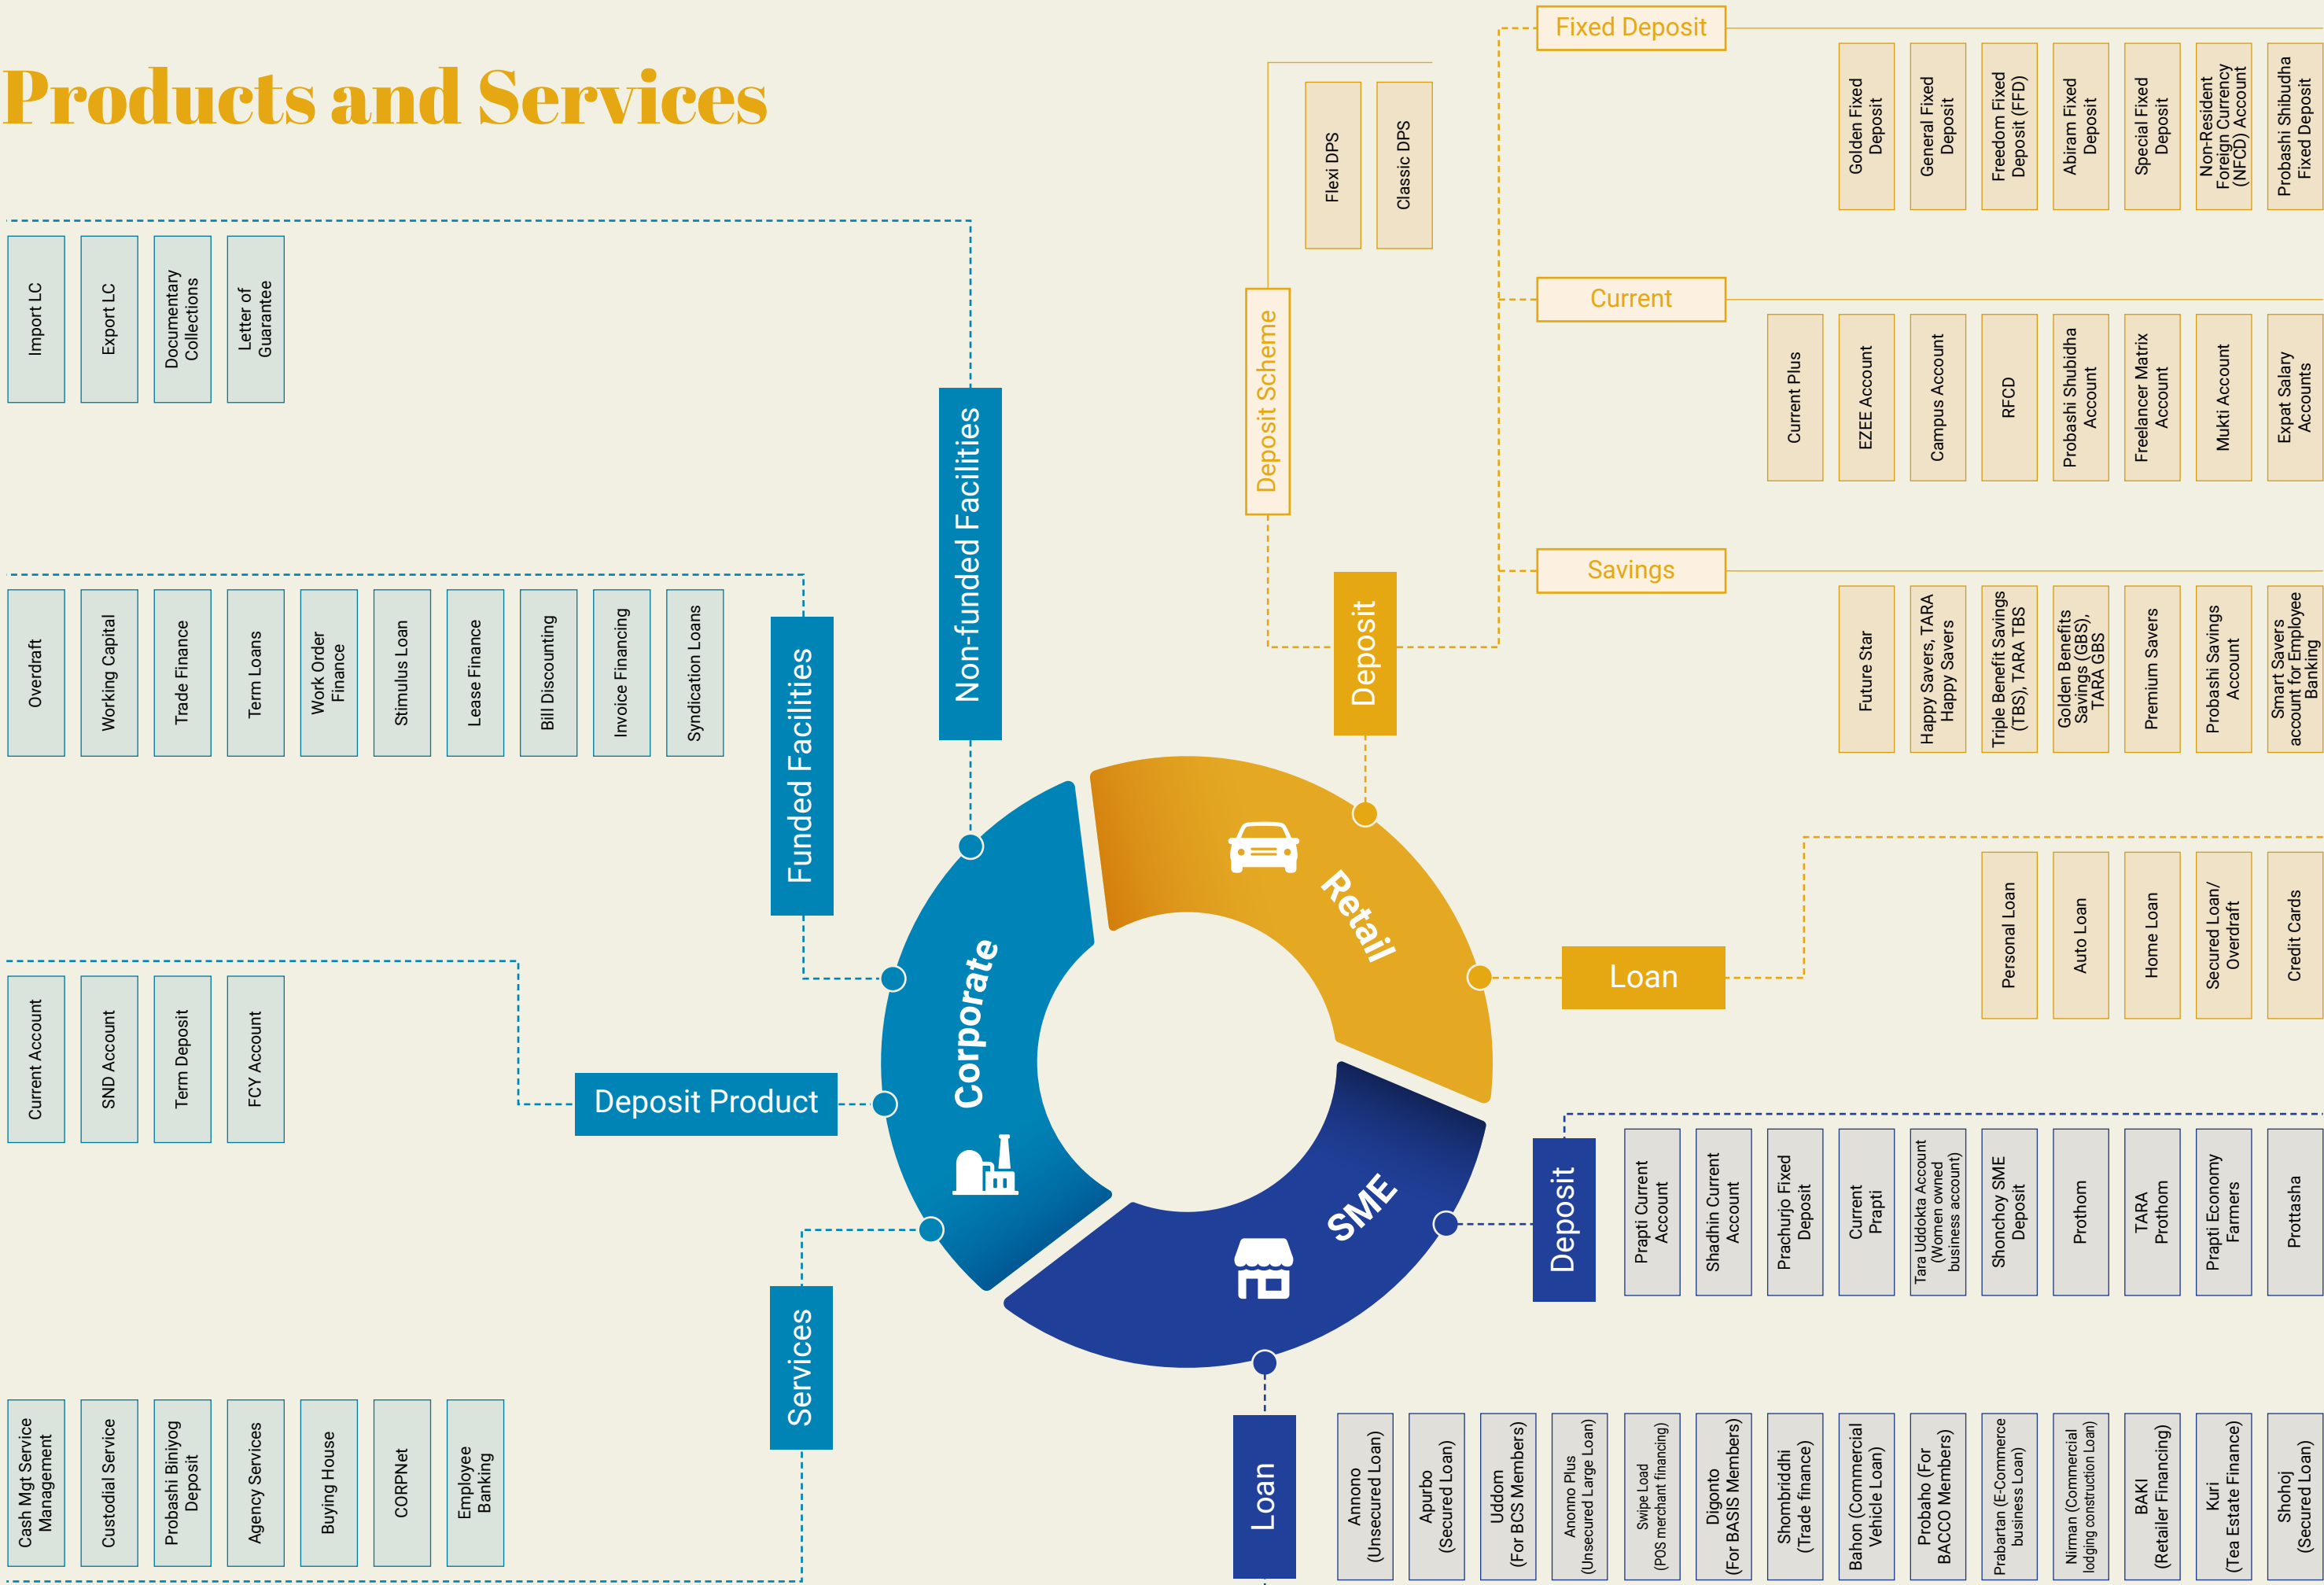 Products and Services
Import LC
Export LC
Documentary
Collections
Letter of
Guarantee
Non-funded Facilities
Overdraft
Working Capital
Trade Finance
Term Loans
Work Order
Finance
Stimulus Loan
Lease Finance
Bill Discounting
Invoice Financing
Syndication Loans
Funded Facilities
Current Account
SND Account
Term Deposit
FCY Account
Deposit Product
Cash Mgt Service
Management
Custodial Service
Probashi Biniyog
Deposit
Agency Services
Buying House
CORPNet
Employee
Banking
Services
Corporate
Retail
SME
Deposit
Deposit Scheme
Flexi DPS
Classic DPS
Fixed Deposit
Golden Fixed
Deposit
General Fixed
Deposit
Freedom Fixed
Deposit (FFD)
Abiram Fixed
Deposit
Special Fixed
Deposit
Non-Resident
Foreign Currency
(NFCD) Account
Probashi Shibudha
Fixed Deposit
Current
Current Plus
EZEE Account
Campus Account
RFCD
Probashi Shubidha
Account
Freelancer Matrix
Account
Mukti Account
Expat Salary
Accounts
Savings
Future Star
Happy Savers, TARA
Happy Savers
Triple Benefit Savings
(TBS), TARA TBS
Golden Benefits
Savings (GBS),
TARA GBS
Premium Savers
Probashi Savings
Account
Smart Savers
account for Employee
Banking
Loan
Personal Loan
Auto Loan
Home Loan
Secured Loan/
Overdraft
Credit Cards
Deposit
Prapti Current
Account
Shadhin Current
Account
Prachurjo Fixed
Deposit
Current
Prapti
Tara Uddokta Account
(Women owned
business account)
Shonchoy SME
Deposit
Prothom
TARA
Prothom
Prapti Economy
Farmers
Prottasha
Loan
Annono
(Unsecured Loan)
Apurbo
(Secured Loan)
Uddom
(For BCS Members)
Anonno Plus
(Unsecured Large Loan)
Swipe Load
(POS merchant financing)
Digonto
(For BASIS Members)
Shombriddhi
(Trade finance)
Bahon (Commercial
Vehicle Loan)
Probaho (For
BACCO Members)
Prabartan (E-Commerce
business Loan)
Nirman (Commercial
lodging construction Loan)
BAKI
(Retailer Financing)
Kuri
(Tea Estate Finance)
Shohoj
(Secured Loan)